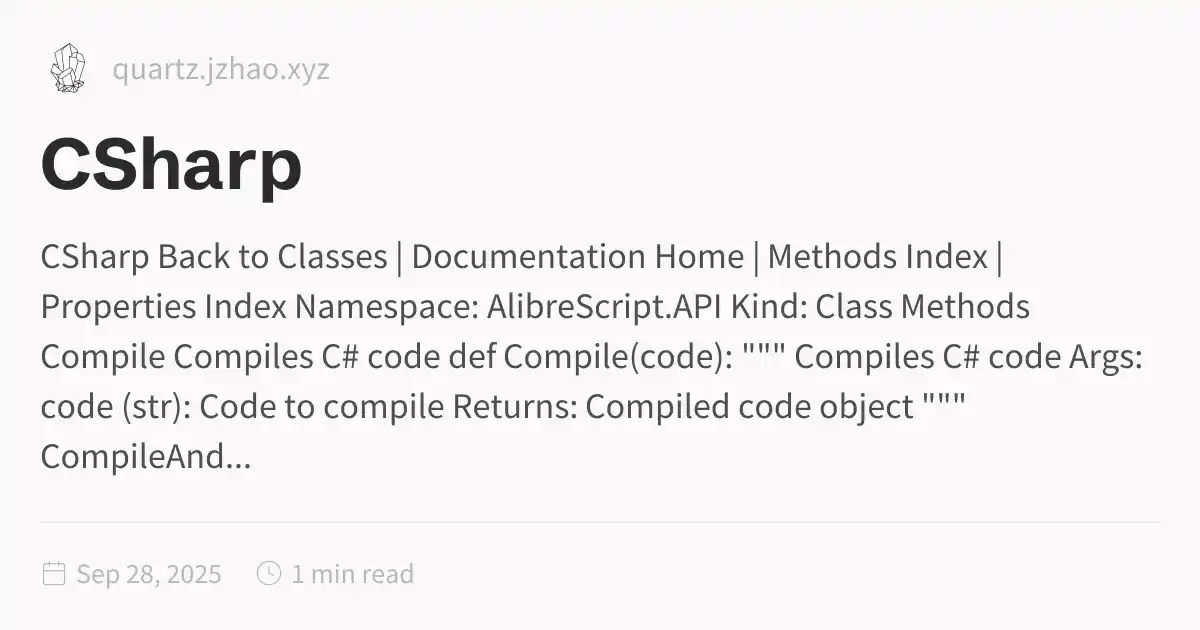 quartz.jzhao.xyz
CSharp
CSharp Back to Classes | Documentation Home | Methods Index |
Properties Index Namespace: AlibreScript.API Kind: Class Methods
Compile Compiles C# code def Compile(code): """ Compiles C# code Args:
code (str): Code to compile Returns: Compiled code object """
CompileAnd...
Sep 28, 2025 1 min read